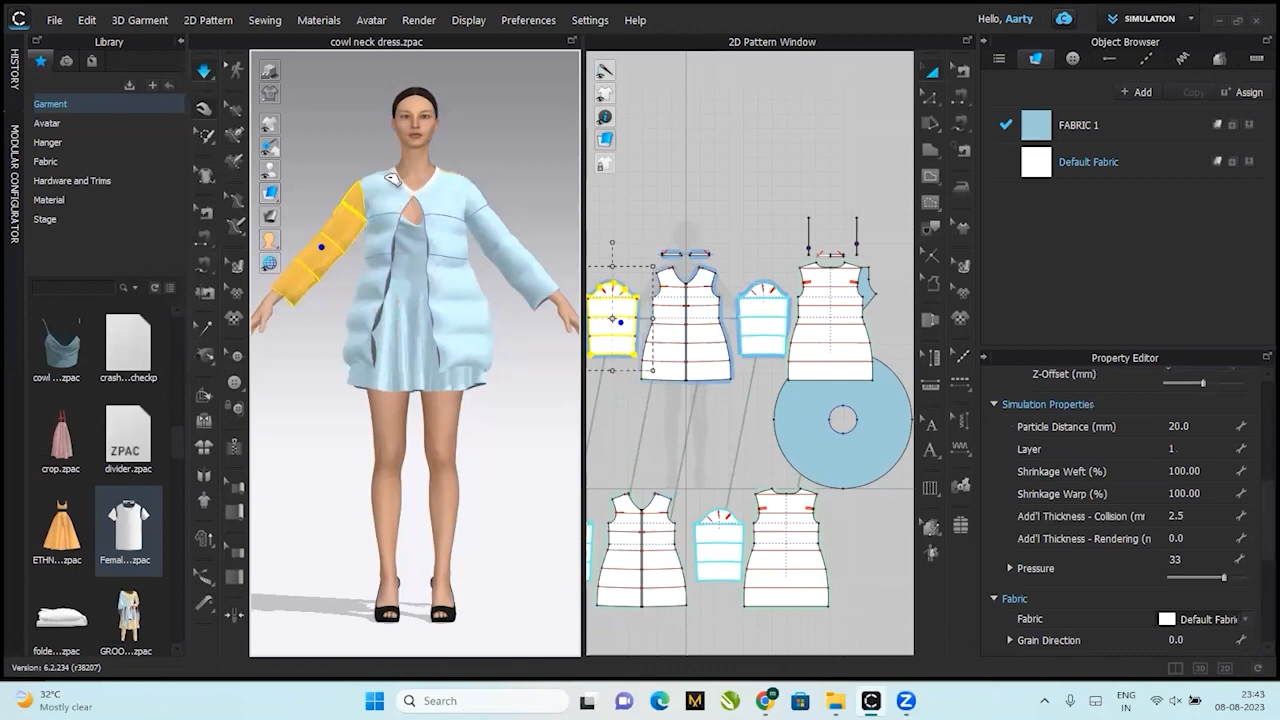 File Edit 3D Garment 2D Pattern Sewing Materials Avatar Render Display Preferences Settings Help
Hello, Aarty
SIMULATION
Library
cowl neck dress.zpac
2D Pattern Window
Object Browser
HISTORY
MODULAR CONFIGURATOR
Garment
Avatar
Hanger
Fabric
Hardware and Trims
Material
Stage
Add Copy Assign
FABRIC 1
Default Fabric
cowl ...zpac
crash...checkp
crop.zpac
ZPAC
divider.zpac
ETHN...zpac
Femal...zpac
folde...zpac
GROO...zpac
Property Editor
Z-Offset (mm)
Simulation Properties
Particle Distance (mm) 20.0
Layer 1
Shrinkage Weft (%) 100.00
Shrinkage Warp (%) 100.00
Add'l Thickness - Collision (m 2.5
Add'l Thickness - Rendering (n 0.0
Pressure 33
Fabric
Fabric Default Fabri
Grain Direction 0.0
Version: 6.2.234 (r38207)
3D 2D
32°C
Mostly clear
Search
ENG
IN
23:43
08-08-2023